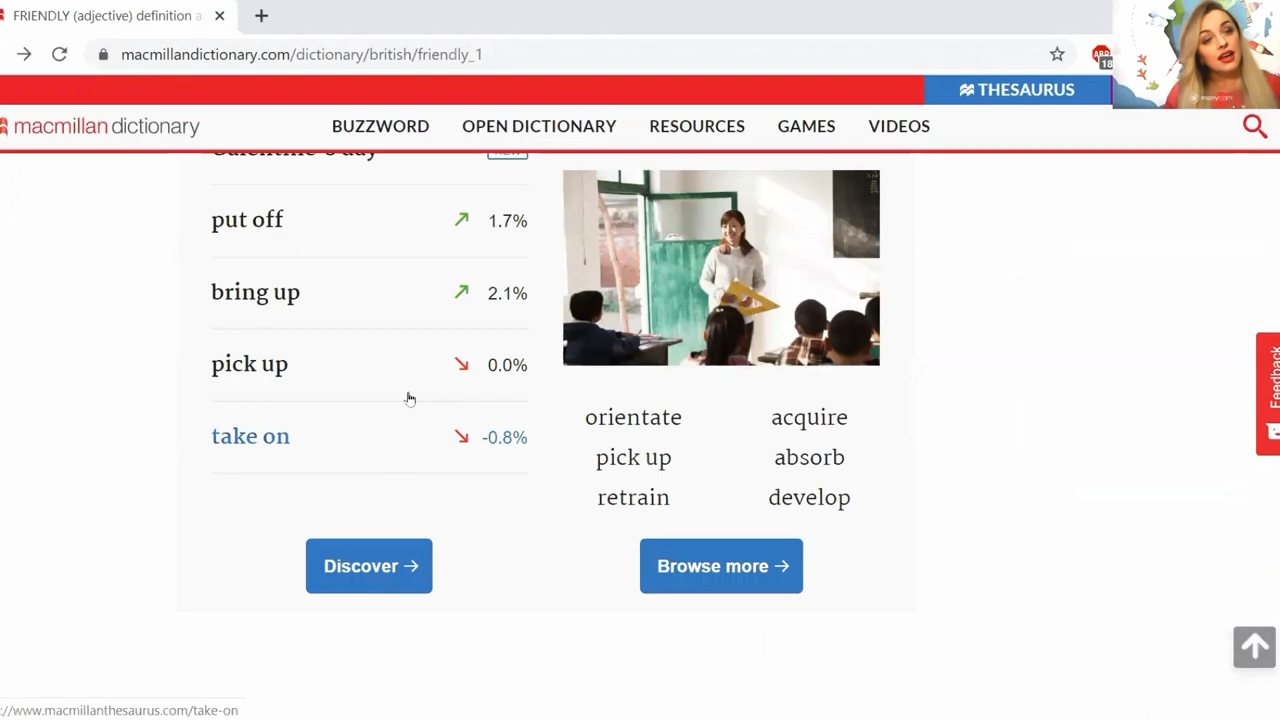 FRIENDLY (adjective) definition a
macmillandictionary.com/dictionary/british/friendly_1
18
manycam
THESAURUS
macmillan dictionary
BUZZWORD
OPEN DICTIONARY
RESOURCES
GAMES
VIDEOS
put off
1.7%
bring up
2.1%
pick up
0.0%
take on
-0.8%
Discover →
orientate
acquire
pick up
absorb
retrain
develop
Browse more →
Feedback
://www.macmillanthesaurus.com/take-on